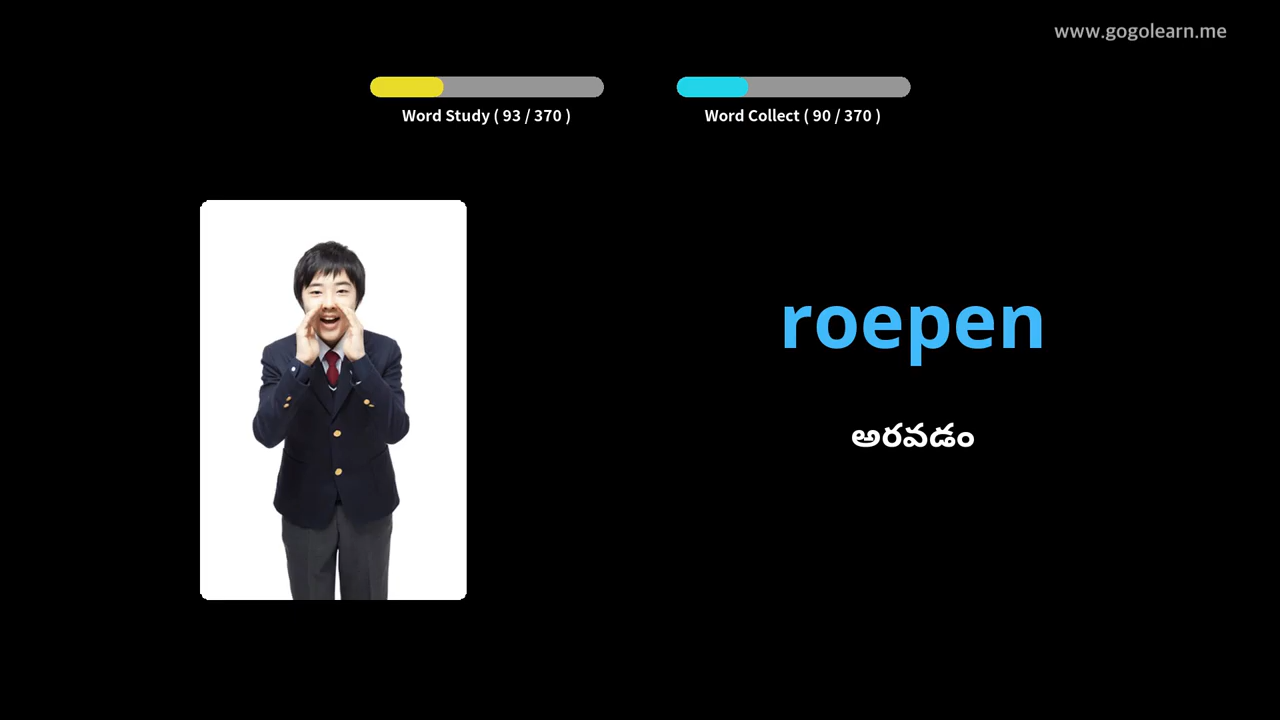 www.gogolearn.me
Word Study ( 93 / 370 )
Word Collect ( 90 / 370 )
roepen
అరవడం